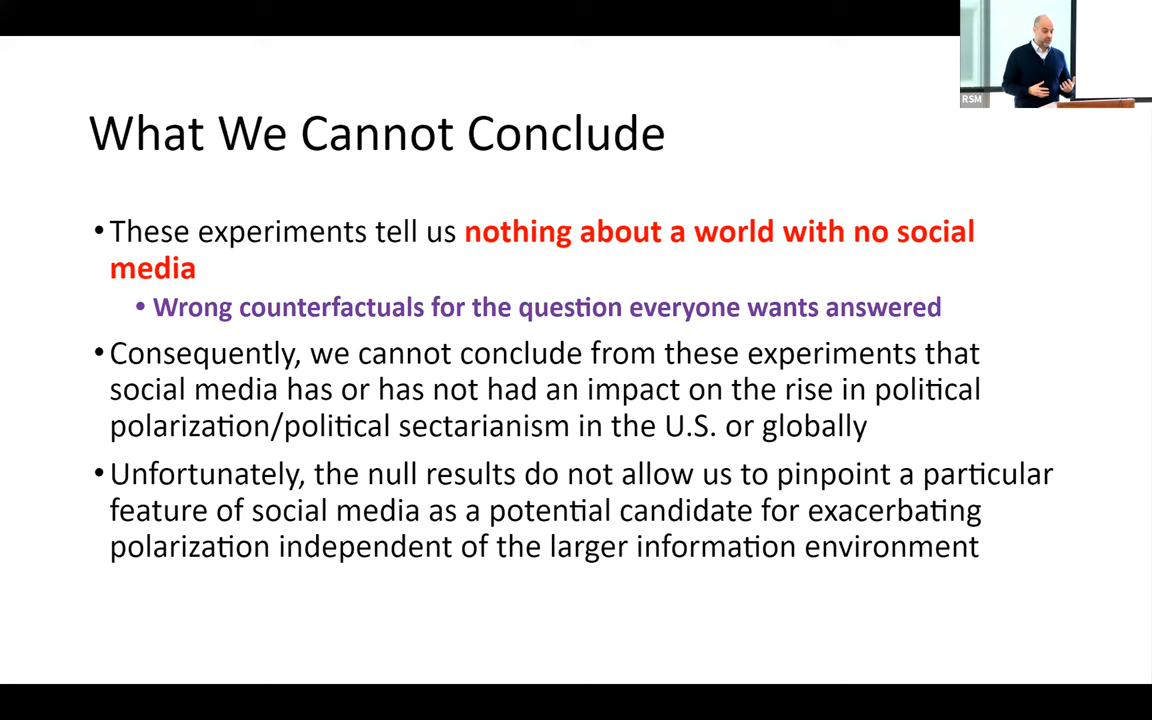 RSM
What We Cannot Conclude
• These experiments tell us nothing about a world with no social
media
• Wrong counterfactuals for the question everyone wants answered
• Consequently, we cannot conclude from these experiments that
social media has or has not had an impact on the rise in political
polarization/political sectarianism in the U.S. or globally
• Unfortunately, the null results do not allow us to pinpoint a particular
feature of social media as a potential candidate for exacerbating
polarization independent of the larger information environment